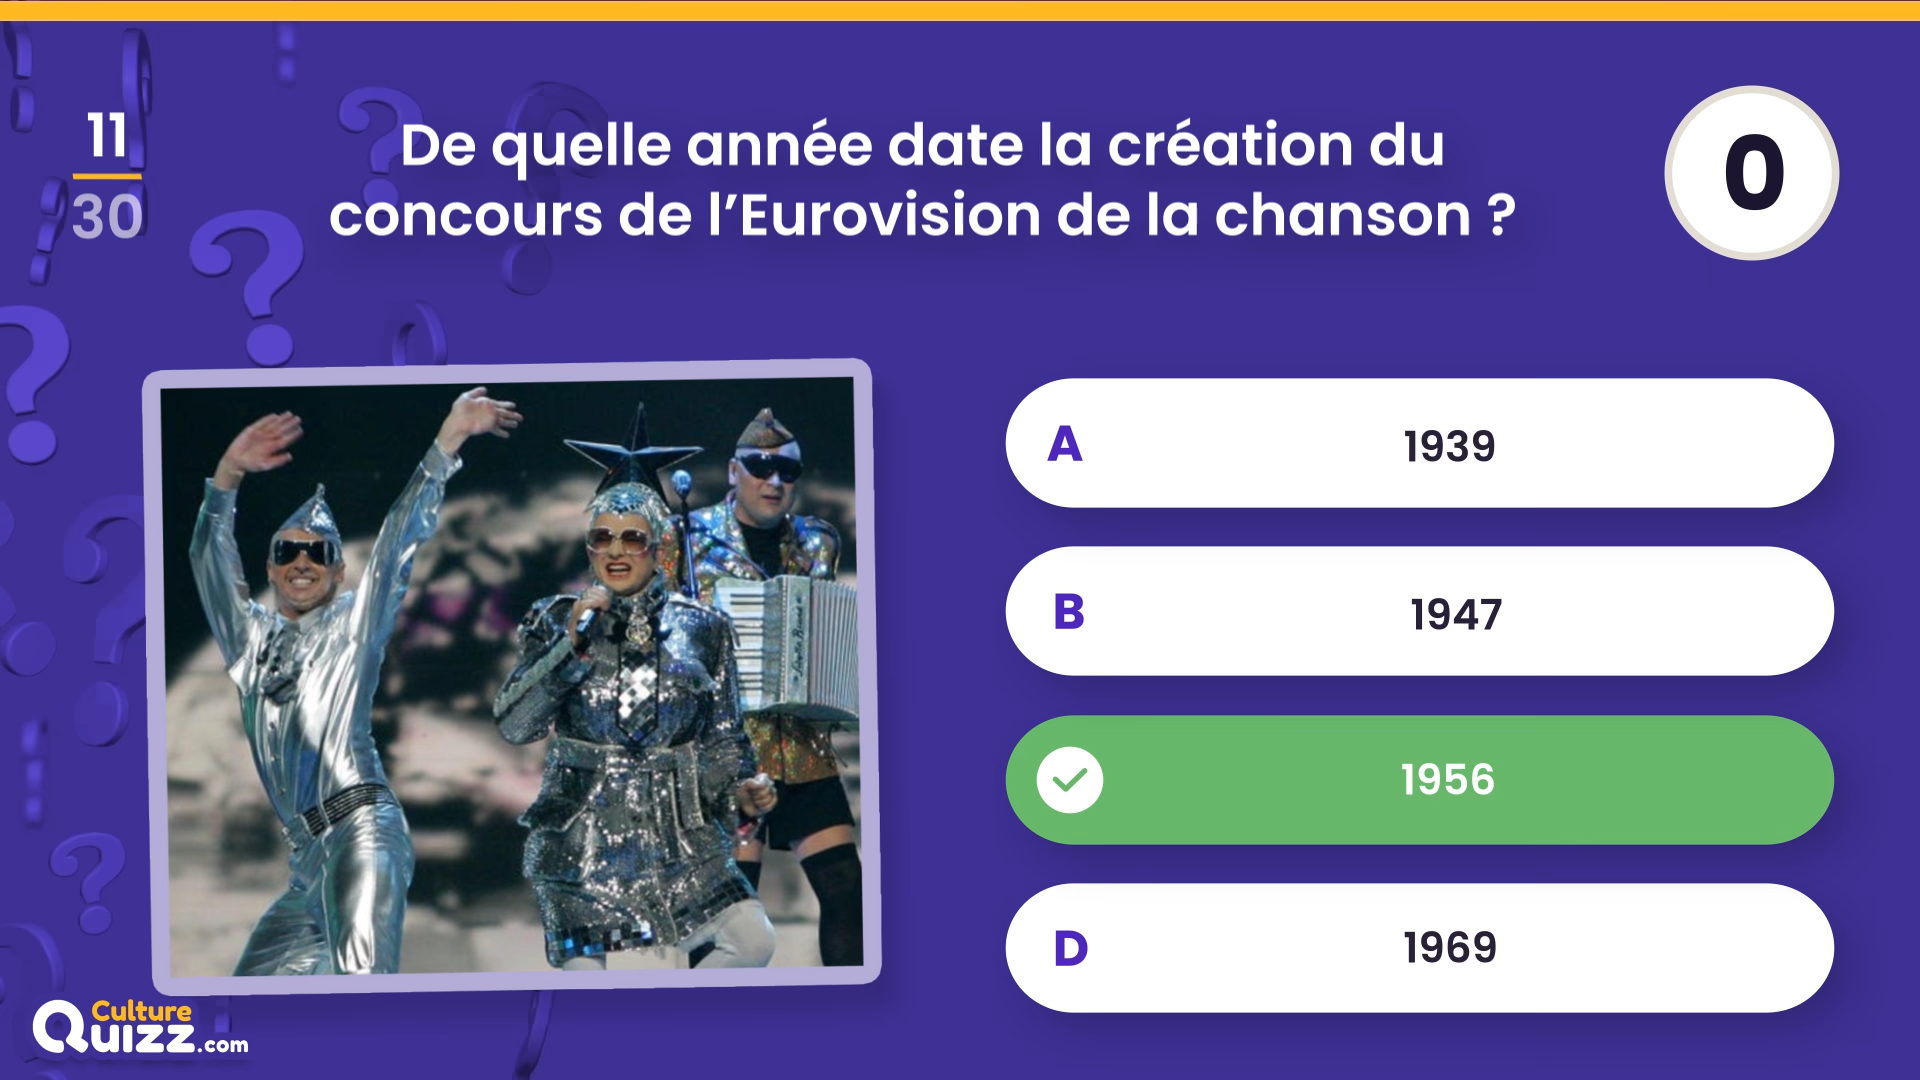 11
30
De quelle année date la création du
concours de l’Eurovision de la chanson ?
0
A 1939
B 1947
1956
D 1969
Culture
Quizz.com